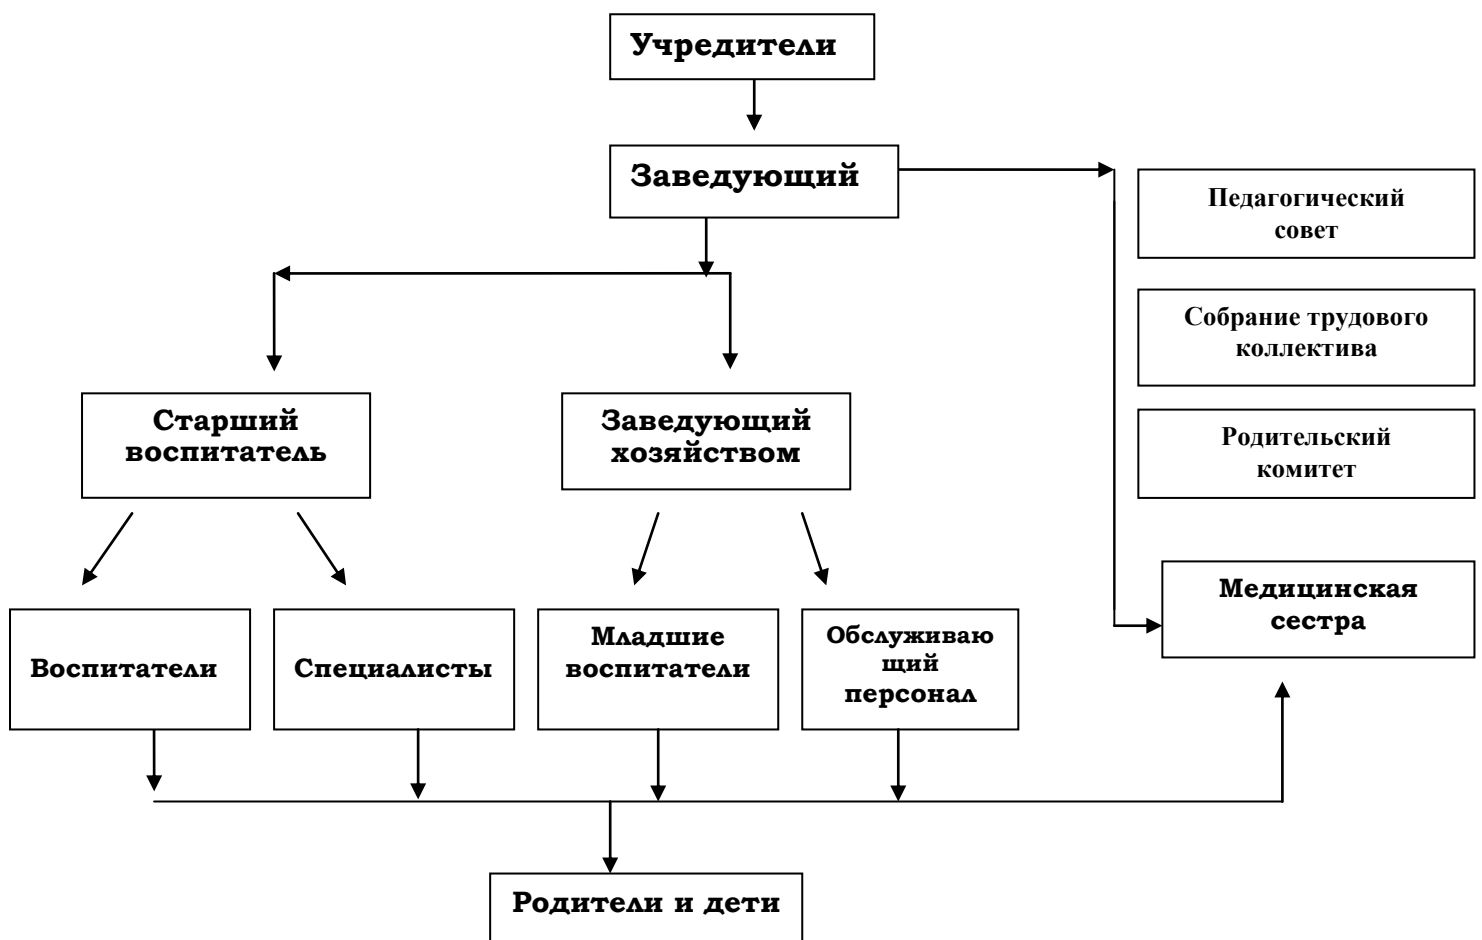 Учредители
Заведующий
Педагогический
совет
Собрание трудового
коллектива
Родительский
комитет
Старший
воспитатель
Заведующий
хозяйством
Медицинская
сестра
Воспитатели
Специалисты
Младшие
воспитатели
Обслуживаю
щий
персонал
Родители и дети